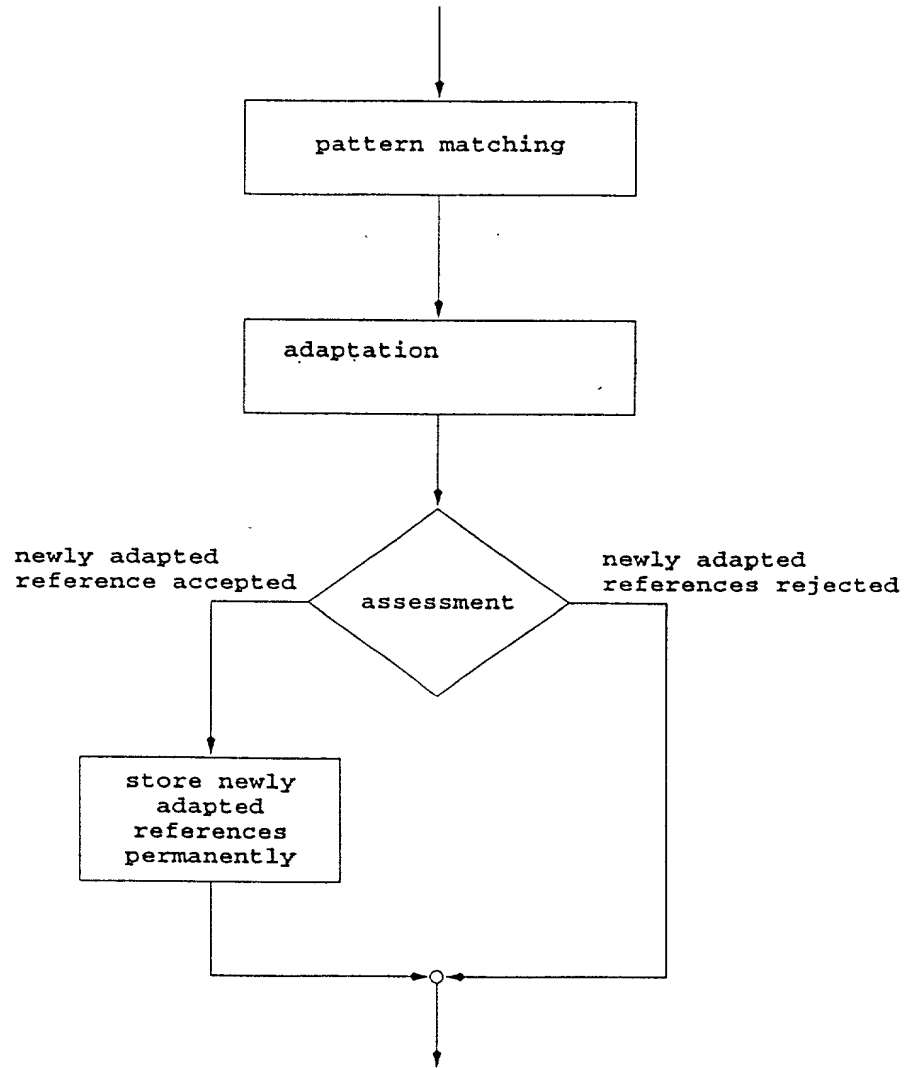 pattern matching
adaptation
newly adapted
reference accepted
newly adapted
references rejected
assessment
store newly
adapted
references
permanently